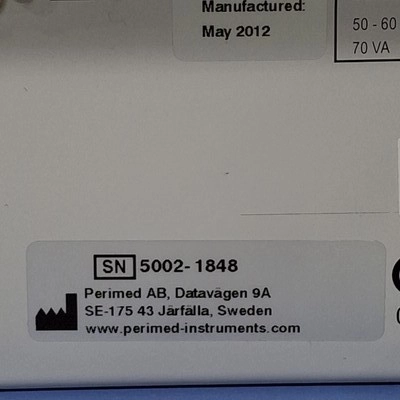 Manufactured:
May 2012
50 - 60
70 VA
SN 5002-1848
Perimed AB, Datavägen 9A
SE-175 43 Järfälla, Sweden
www.perimed-instruments.com